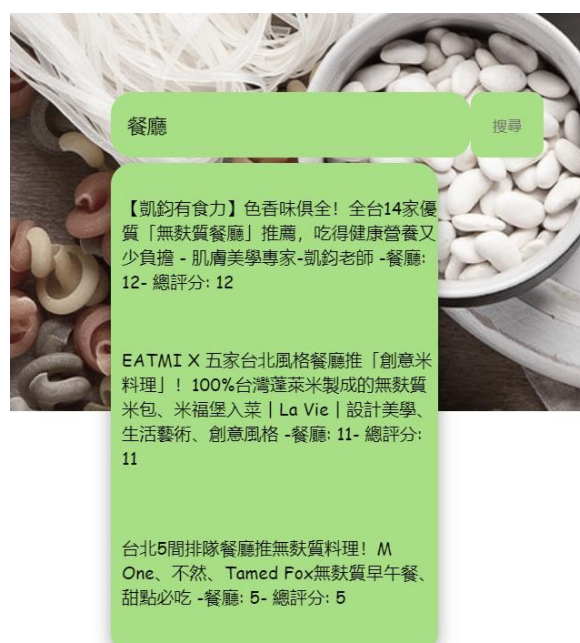 餐廳
搜尋
【凱鈞有食力】色香味俱全！全台14家優
質「無麩質餐廳」推薦，吃得健康營養又
少負擔 - 肌膚美學專家-凱鈞老師 -餐廳:
12- 總評分: 12
EATMI X 五家台北風格餐廳推「創意米
料理」！100%台灣蓬萊米製成的無麩質
米包、米福堡入菜 | La Vie | 設計美學、
生活藝術、創意風格 -餐廳: 11- 總評分:
11
台北5間排隊餐廳推無麩質料理！M
One、不然、Tamed Fox無麩質早午餐、
甜點必吃 -餐廳: 5- 總評分: 5